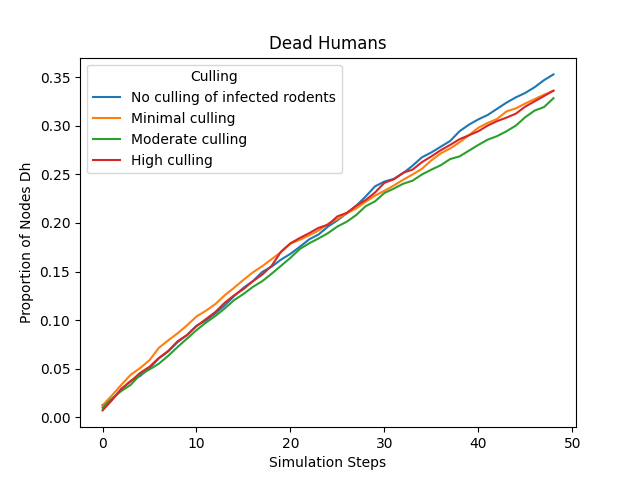 Dead Humans
Culling
No culling of infected rodents
Minimal culling
Moderate culling
High culling
Proportion of Nodes Dh
0.35
0.30
0.25
0.20
0.15
0.10
0.05
0.00
0 10 20 30 40 50
Simulation Steps